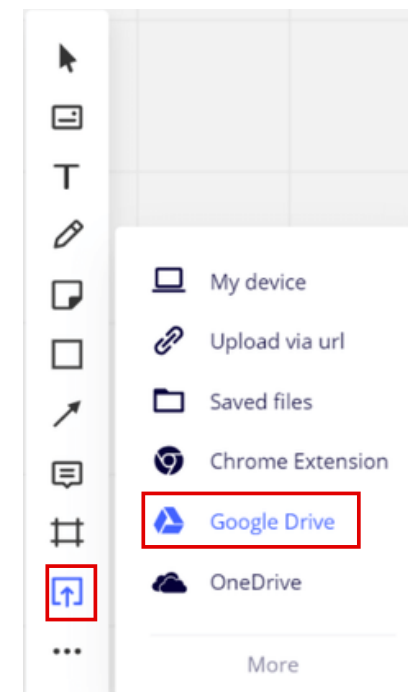 My device
Upload via url
Saved files
Chrome Extension
Google Drive
OneDrive
More